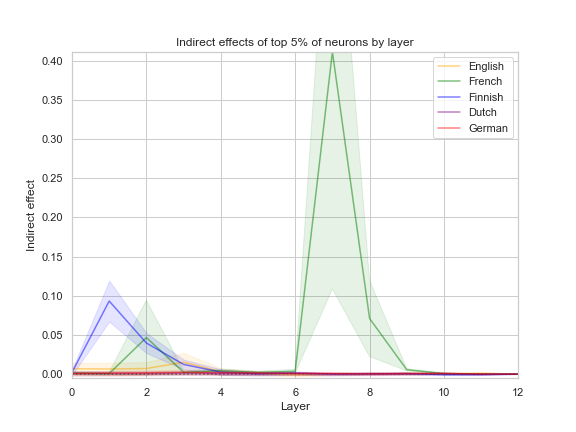 Indirect effects of top 5% of neurons by layer
0.40
0.35
0.30
0.25
0.20
0.15
0.10
0.05
0.00
Indirect effect
English
French
Finnish
Dutch
German
0 2 4 6 8 10 12
Layer